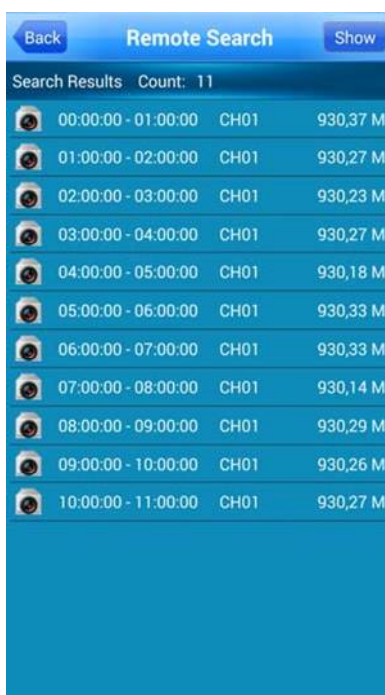 Back Remote Search Show
Search Results Count: 11
00:00:00 - 01:00:00 CH01 930,37 M
01:00:00 - 02:00:00 CH01 930,27 M
02:00:00 - 03:00:00 CH01 930,23 M
03:00:00 - 04:00:00 CH01 930,27 M
04:00:00 - 05:00:00 CH01 930,18 M
05:00:00 - 06:00:00 CH01 930,33 M
06:00:00 - 07:00:00 CH01 930,33 M
07:00:00 - 08:00:00 CH01 930,14 M
08:00:00 - 09:00:00 CH01 930,29 M
09:00:00 - 10:00:00 CH01 930,26 M
10:00:00 - 11:00:00 CH01 930,27 M